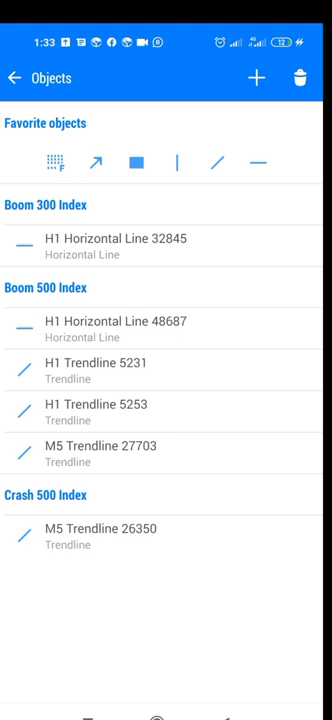 1:33
4G
12
Objects
Favorite objects
F
Boom 300 Index
H1 Horizontal Line 32845
Horizontal Line
Boom 500 Index
H1 Horizontal Line 48687
Horizontal Line
H1 Trendline 5231
Trendline
H1 Trendline 5253
Trendline
M5 Trendline 27703
Trendline
Crash 500 Index
M5 Trendline 26350
Trendline